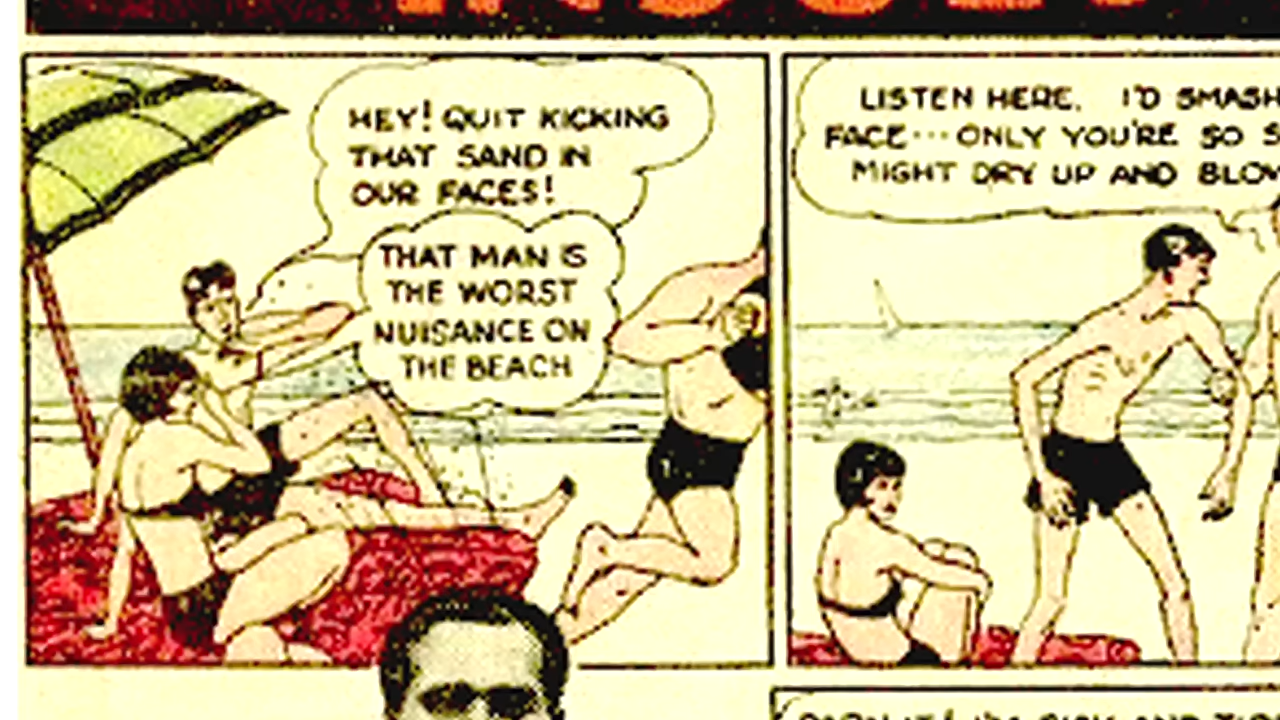 HEY! QUIT KICKING
THAT SAND IN
OUR FACES!
THAT MAN IS
THE WORST
NUISANCE ON
THE BEACH
LISTEN HERE. I'D SMASH
FACE... ONLY YOU'RE SO
MIGHT DRY UP AND